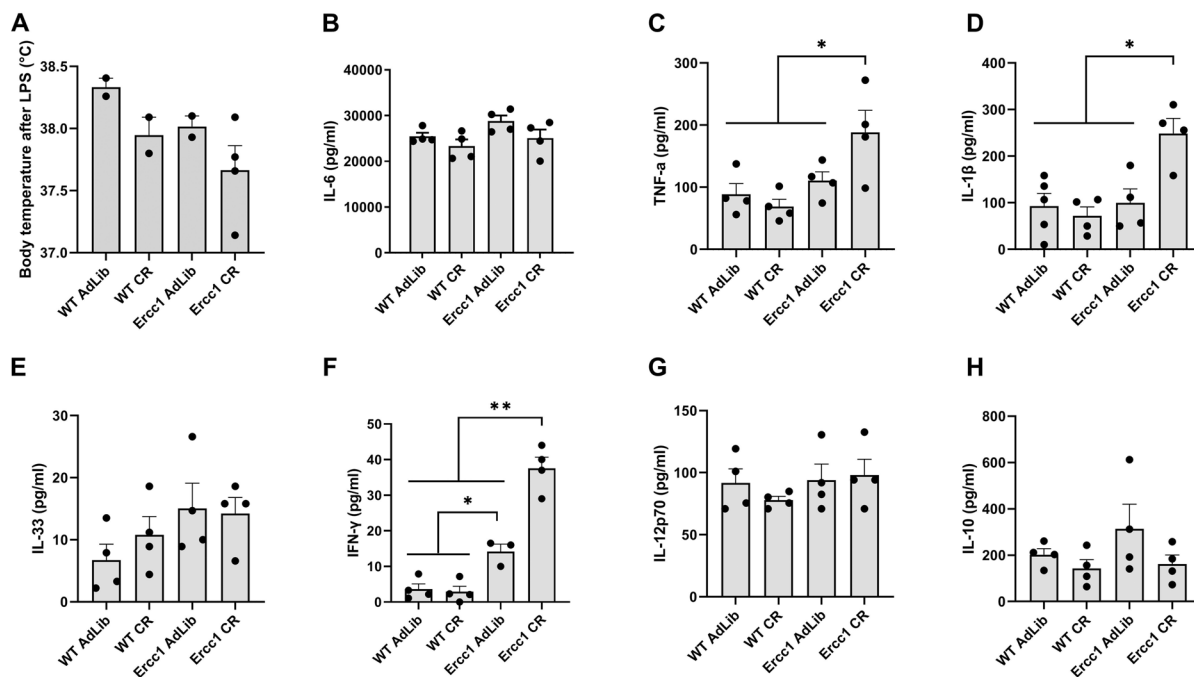 A
Body temperature after LPS (°C)
38.5
38.0
37.5
37.0
WT AdLib
WT CR
Ercc1 AdLib
Ercc1 CR
B
IL-6 (pg/ml)
40000
30000
20000
10000
0
WT AdLib
WT CR
Ercc1 AdLib
Ercc1 CR
C
TNF-a (pg/ml)
300
200
100
0
*
WT AdLib
WT CR
Ercc1 AdLib
Ercc1 CR
D
IL-1β (pg/ml)
400
300
200
100
0
*
WT AdLib
WT CR
Ercc1 AdLib
Ercc1 CR
E
IL-33 (pg/ml)
30
20
10
0
WT AdLib
WT CR
Ercc1 AdLib
Ercc1 CR
F
IFN-γ (pg/ml)
50
40
30
20
10
0
**
*
WT AdLib
WT CR
Ercc1 AdLib
Ercc1 CR
G
IL-12p70 (pg/ml)
150
100
50
0
WT AdLib
WT CR
Ercc1 AdLib
Ercc1 CR
H
IL-10 (pg/ml)
800
600
400
200
0
WT AdLib
WT CR
Ercc1 AdLib
Ercc1 CR